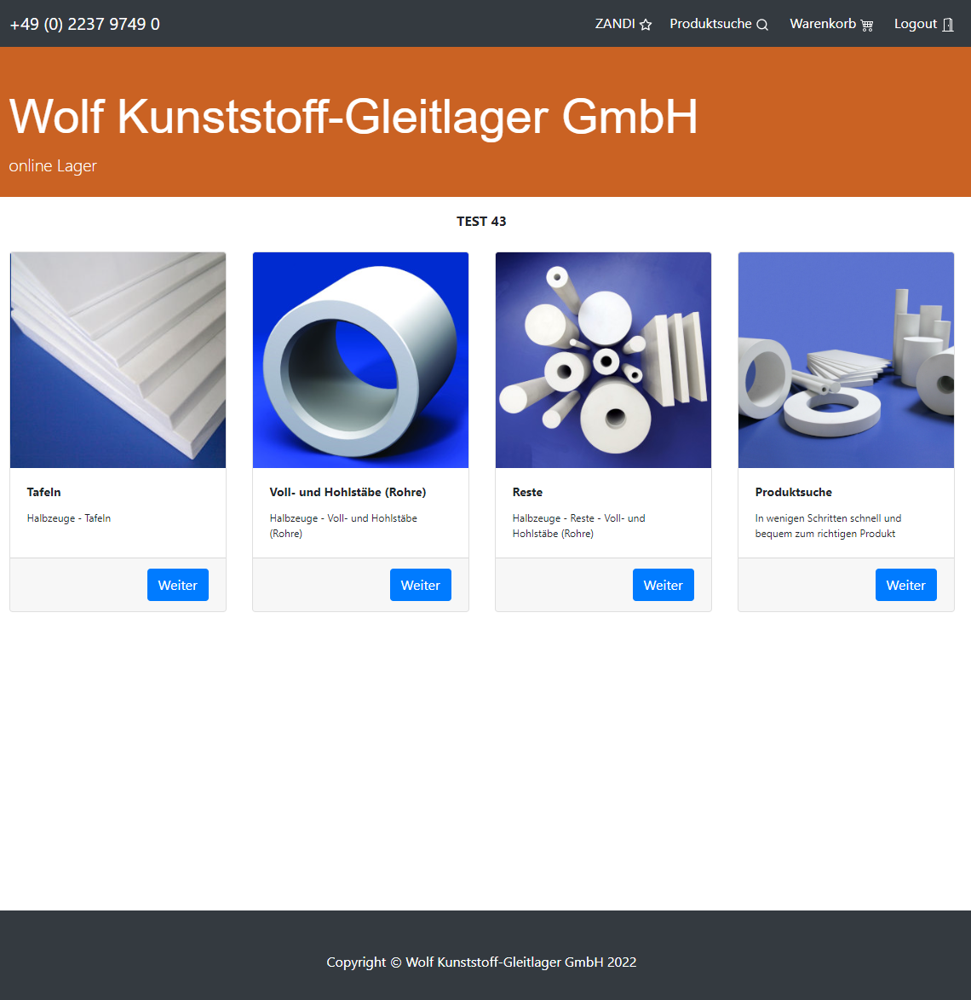 +49 (0) 2237 9749 0
ZANDI Produktsuche Warenkorb Logout
Wolf Kunststoff-Gleitlager GmbH
online Lager
TEST 43
Tafeln
Halbzeuge - Tafeln
Weiter
Voll- und Hohlstäbe (Rohre)
Halbzeuge - Voll- und Hohlstäbe
(Rohre)
Weiter
Reste
Halbzeuge - Reste - Voll- und
Hohlstäbe (Rohre)
Weiter
Produktsuche
In wenigen Schritten schnell und
bequem zum richtigen Produkt
Weiter
Copyright © Wolf Kunststoff-Gleitlager GmbH 2022